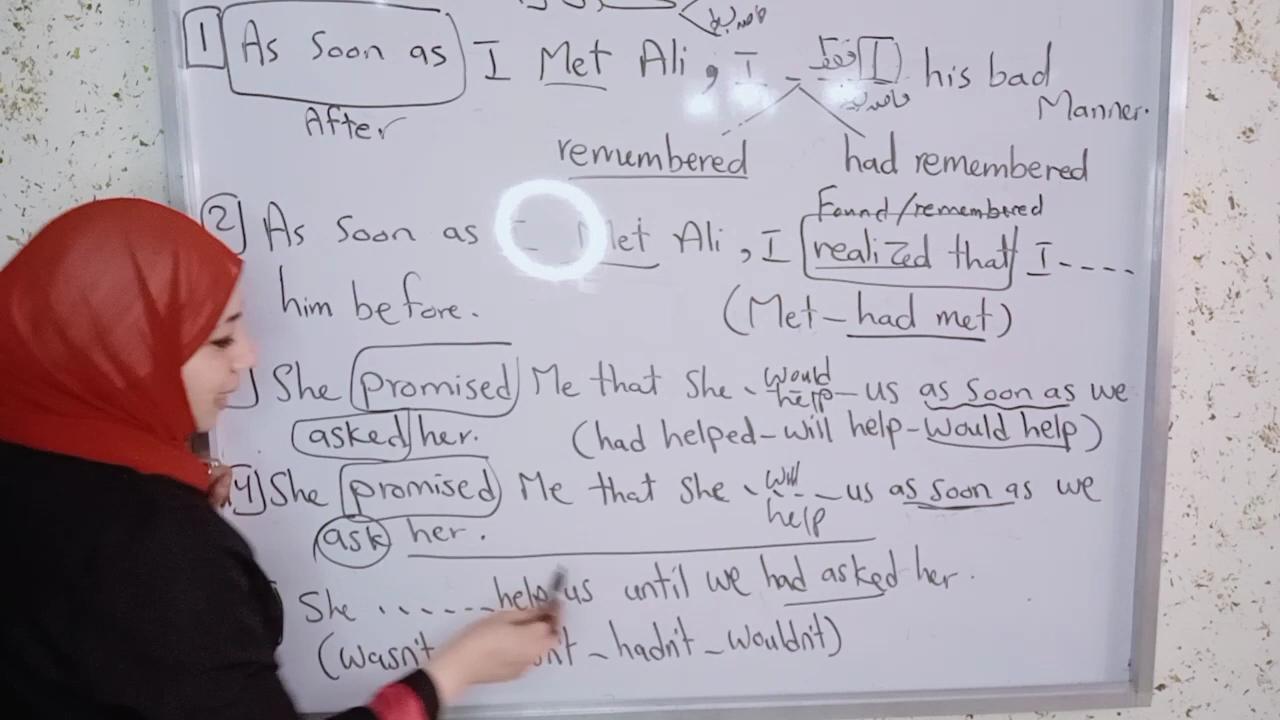 1 As soon as I Met Ali, I - I فقط his bad
After
Manner.
remembered had remembered
Found/remembered
2 As soon as Met Ali, I realized that I - - - -
him before.
(Met - had met)
She promised Me that She would help us as soon as we
asked her. (had helped - will help - would help)
4 She promised Me that she will help us as soon as we
ask her.
She ...... help us until we had asked her.
(wasn't - hadn't - wouldn't)